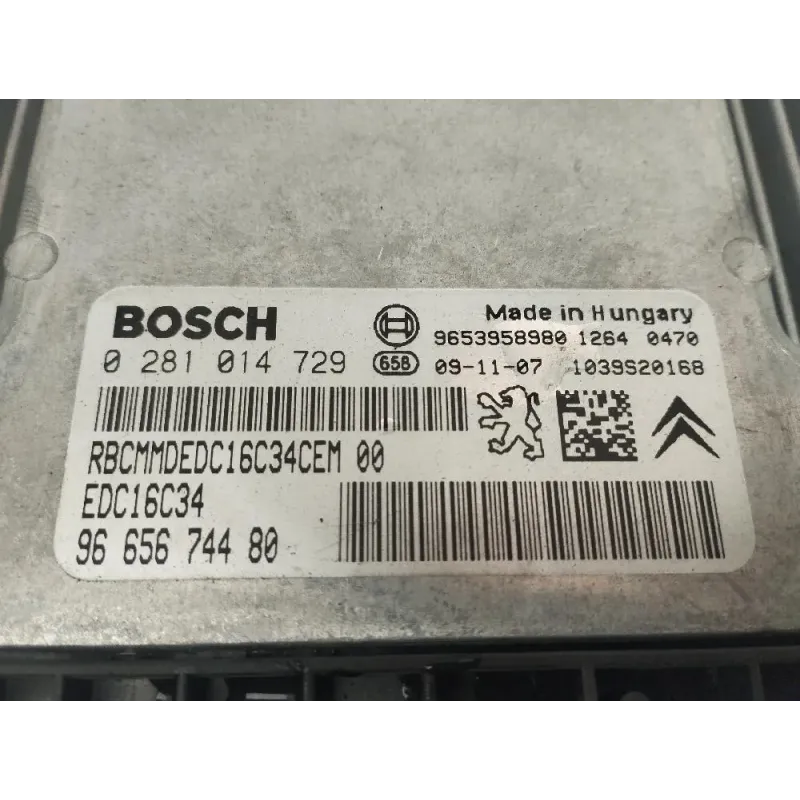 BOSCH
Made in Hungary
9653958980 1264 0470
0 281 014 729 658 09-11-07 1039S20168
RBCMMDEDC16C34CEM 00
EDC16C34
96 656 744 80